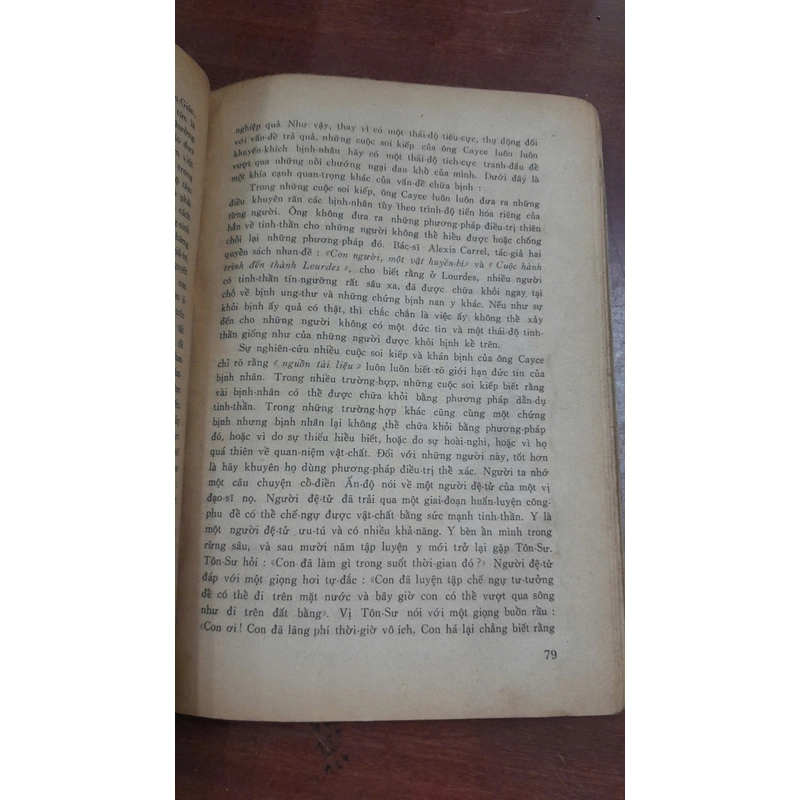 nghiệp quả. Như vậy, thay vì có một thái-độ tiêu-cực, thụ động đối
với vấn-đề trả quả, những cuộc soi kiếp của ông Cayce luôn luôn
khuyến-khích bịnh-nhân hãy có một thái-độ tích-cực tranh-đấu để
vượt qua những nỗi chướng ngại đau khổ của mình. Dưới đây là
một khía cạnh quan-trọng khác của vấn-đề chữa bịnh :
Trong những cuộc soi kiếp, ông Cayce luôn luôn đưa ra những
điều khuyên răn các bịnh-nhân tùy theo trình-độ tiến hóa riêng của
từng người. Ông không đưa ra những phương-pháp điều-trị thiên
hẳn về tinh-thần cho những người không thể hiểu được hoặc chống
chỏi lại những phương-pháp đó. Bác-sĩ Alexis Carrel, tác-giả hai
quyển sách nhan-đề : «Con người, một vật huyền-bí» và «Cuộc hành
trình đến thành Lourdes», cho biết rằng ở Lourdes, nhiều người
có tinh-thần tín-ngưỡng rất sâu xa, đã được chữa khỏi ngay tại
chỗ về bịnh ung-thư và những chứng bịnh nan y khác. Nếu như sự
khỏi bịnh ấy quả có thật, thì chắc chắn là việc ấy không thể xảy
đến cho những người không có một đức tin và một thái-độ tinh-
thần giống như của những người được khỏi bịnh kể trên.
Sự nghiên-cứu nhiều cuộc soi kiếp và khán bịnh của ông Cayce
chỉ rõ rằng «nguồn tài liệu» luôn luôn biết rõ giới hạn đức tin của
bịnh nhân. Trong nhiều trường-hợp, những cuộc soi kiếp biết rằng
vài bịnh-nhân có thể được chữa khỏi bằng phương-pháp dẫn-dụ
tinh-thần. Trong những trường-hợp khác cũng cùng một chứng
bịnh nhưng bịnh nhân lại không thể chữa khỏi bằng phương-pháp
đó, hoặc vì do sự thiếu hiểu biết, hoặc do sự hoài-nghi, hoặc vì họ
quá thiên về quan-niệm vật-chất. Đối với những người này, tốt hơn
là hãy khuyên họ dùng phương-pháp điều-trị thể xác. Người ta nhớ
một câu chuyện cổ-điển Ấn-độ nói về một người đệ-tử của một vị
đạo-sĩ nọ. Người đệ-tử đã trải qua một giai-đoạn huấn-luyện công-
phu để có thể chế-ngự được vật-chất bằng sức mạnh tinh-thần. Y là
một người đệ-tử ưu-tú và có nhiều khả-năng. Y bèn ẩn mình trong
rừng sâu, và sau mười năm tập luyện y mới trở lại gặp Tôn-Sư.
Tôn-Sư hỏi : «Con đã làm gì trong suốt thời-gian đó ?» Người đệ-tử
đáp với một giọng hơi tự-đắc : «Con đã luyện tập chế ngự tư-tưởng
để có thể đi trên mặt nước và bây giờ con có thể vượt qua sông
như đi trên đất bằng». Vị Tôn-Sư nói với một giọng buồn rầu :
«Con ơi ! Con đã lãng phí thời-giờ vô ích. Con há lại chẳng biết rằng
79